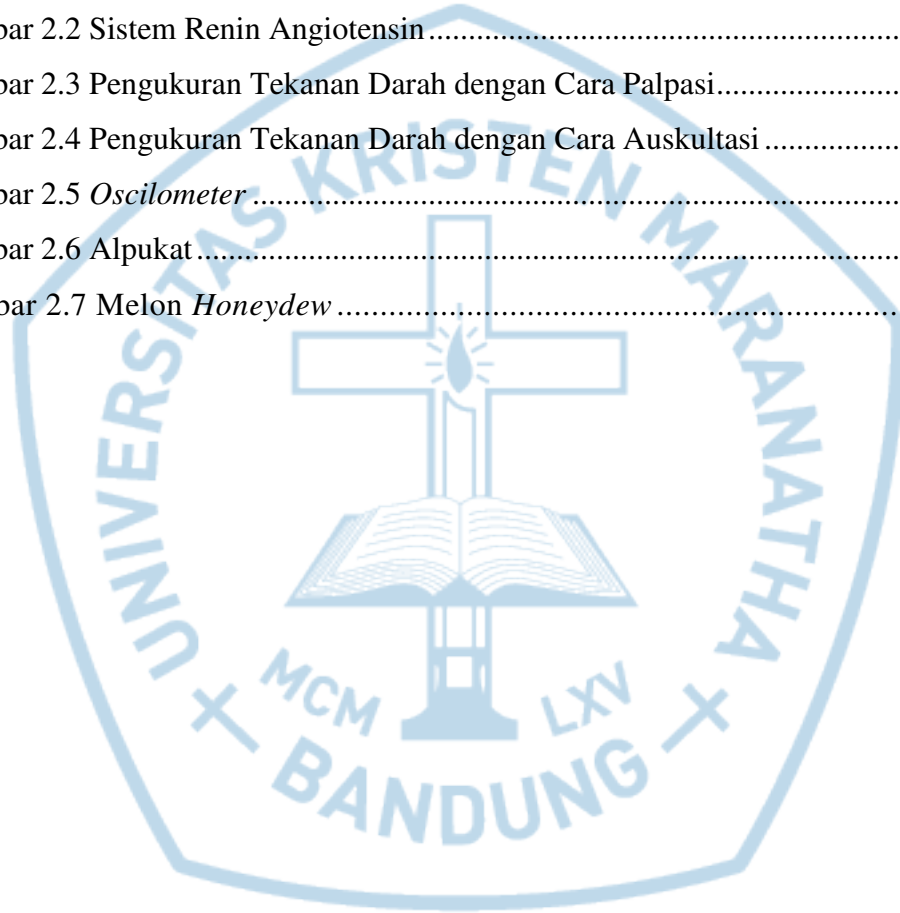 bar 2.2 Sistem Renin Angiotensin........................................................
bar 2.3 Pengukuran Tekanan Darah dengan Cara Palpasi.....................
bar 2.4 Pengukuran Tekanan Darah dengan Cara Auskultasi................
bar 2.5 Oscilometer..............................................................................
bar 2.6 Alpukat.....................................................................................
bar 2.7 Melon Honeydew.....................................................................
UNIVERSITAS KRISTEN MARANATHA
MCM LXV
BANDUNG